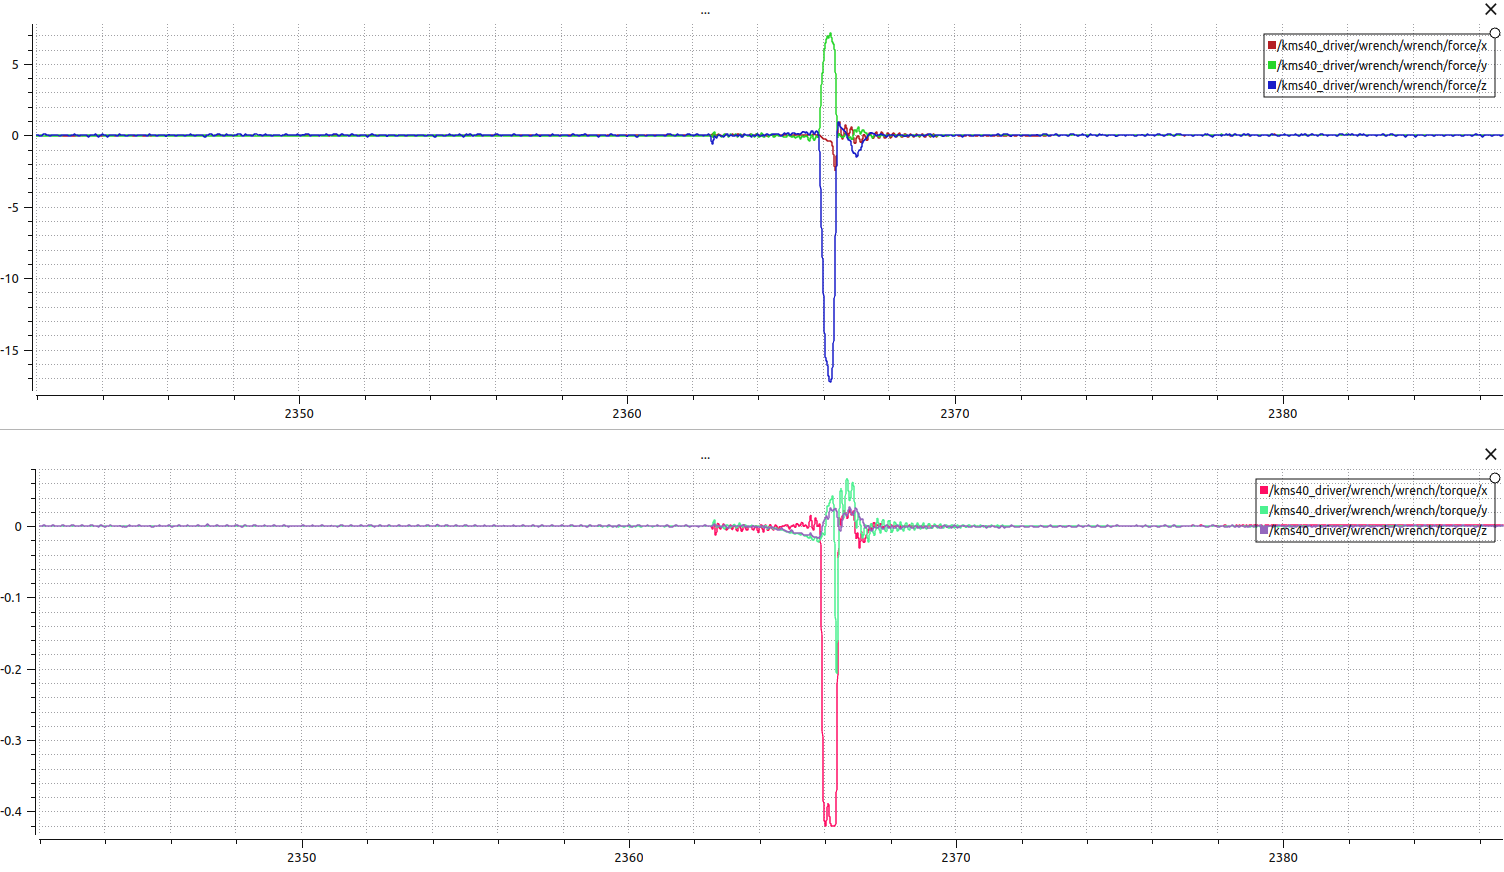 ...
/kms40_driver/wrench/wrench/force/x
/kms40_driver/wrench/wrench/force/y
/kms40_driver/wrench/wrench/force/z
5
0
-5
-10
-15
2350 2360 2370 2380
...
/kms40_driver/wrench/wrench/torque/x
/kms40_driver/wrench/wrench/torque/y
/kms40_driver/wrench/wrench/torque/z
0
-0.1
-0.2
-0.3
-0.4
2350 2360 2370 2380